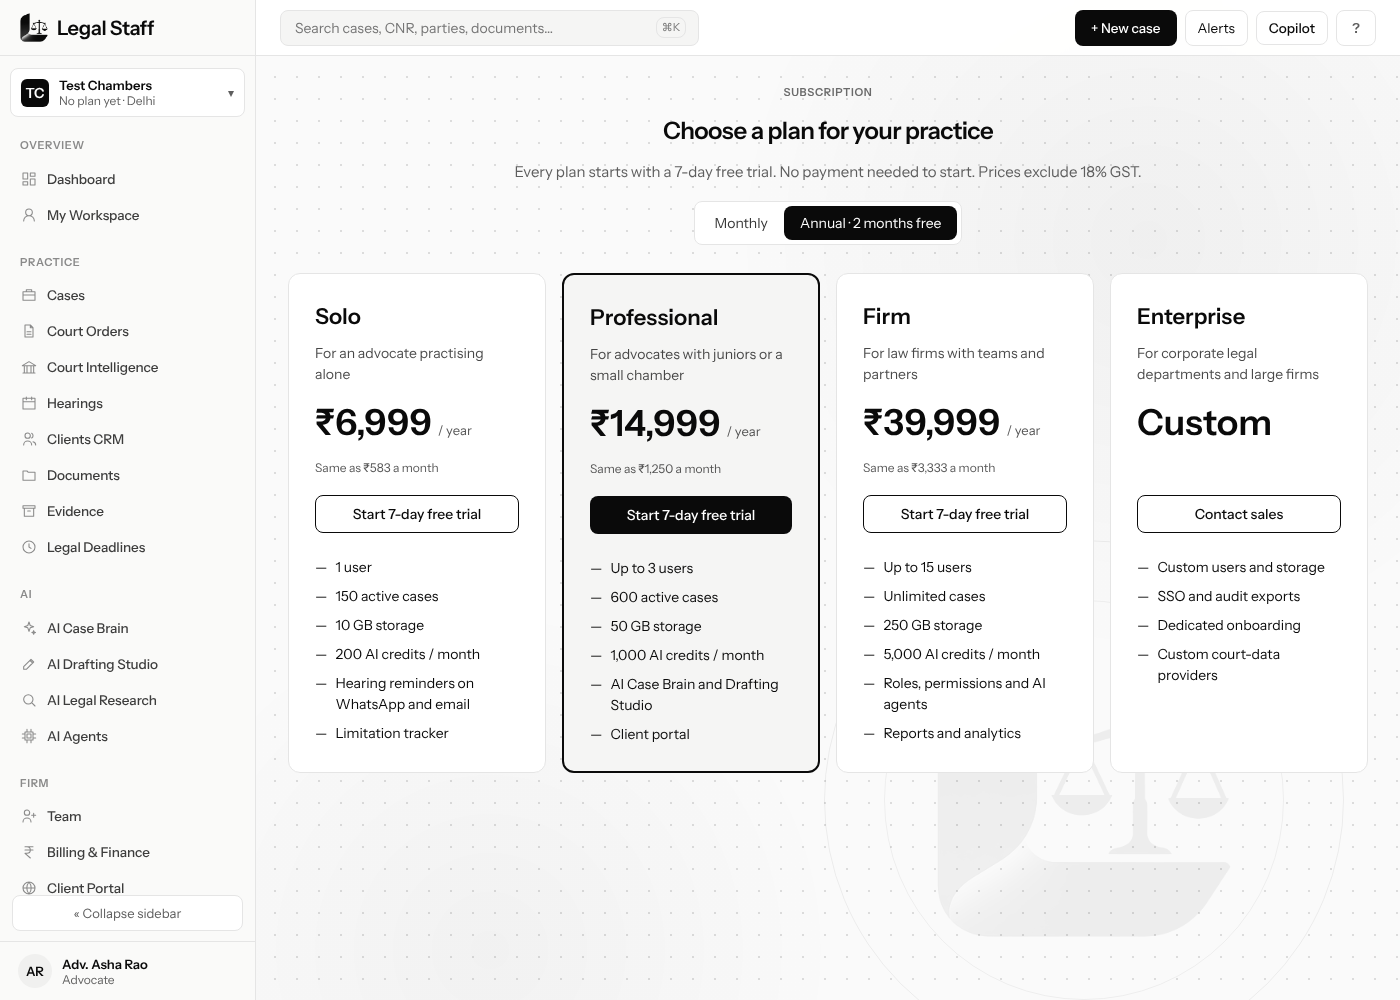 Legal Staff
Search cases, CNR, parties, documents...
⌘K
+ New case
Alerts
Copilot
?
TC
Test Chambers
No plan yet · Delhi
▾
OVERVIEW
Dashboard
My Workspace
PRACTICE
Cases
Court Orders
Court Intelligence
Hearings
Clients CRM
Documents
Evidence
Legal Deadlines
AI
AI Case Brain
AI Drafting Studio
AI Legal Research
AI Agents
FIRM
Team
Billing & Finance
Client Portal
« Collapse sidebar
AR
Adv. Asha Rao
Advocate
SUBSCRIPTION
Choose a plan for your practice
Every plan starts with a 7-day free trial. No payment needed to start. Prices exclude 18% GST.
Monthly
Annual · 2 months free
Solo
For an advocate practising
alone
₹6,999 / year
Same as ₹583 a month
Start 7-day free trial
— 1 user
— 150 active cases
— 10 GB storage
— 200 AI credits / month
— Hearing reminders on
WhatsApp and email
— Limitation tracker
Professional
For advocates with juniors or a
small chamber
₹14,999 / year
Same as ₹1,250 a month
Start 7-day free trial
— Up to 3 users
— 600 active cases
— 50 GB storage
— 1,000 AI credits / month
— AI Case Brain and Drafting
Studio
— Client portal
Firm
For law firms with teams and
partners
₹39,999 / year
Same as ₹3,333 a month
Start 7-day free trial
— Up to 15 users
— Unlimited cases
— 250 GB storage
— 5,000 AI credits / month
— Roles, permissions and AI
agents
— Reports and analytics
Enterprise
For corporate legal
departments and large firms
Custom
Contact sales
— Custom users and storage
— SSO and audit exports
— Dedicated onboarding
— Custom court-data
providers